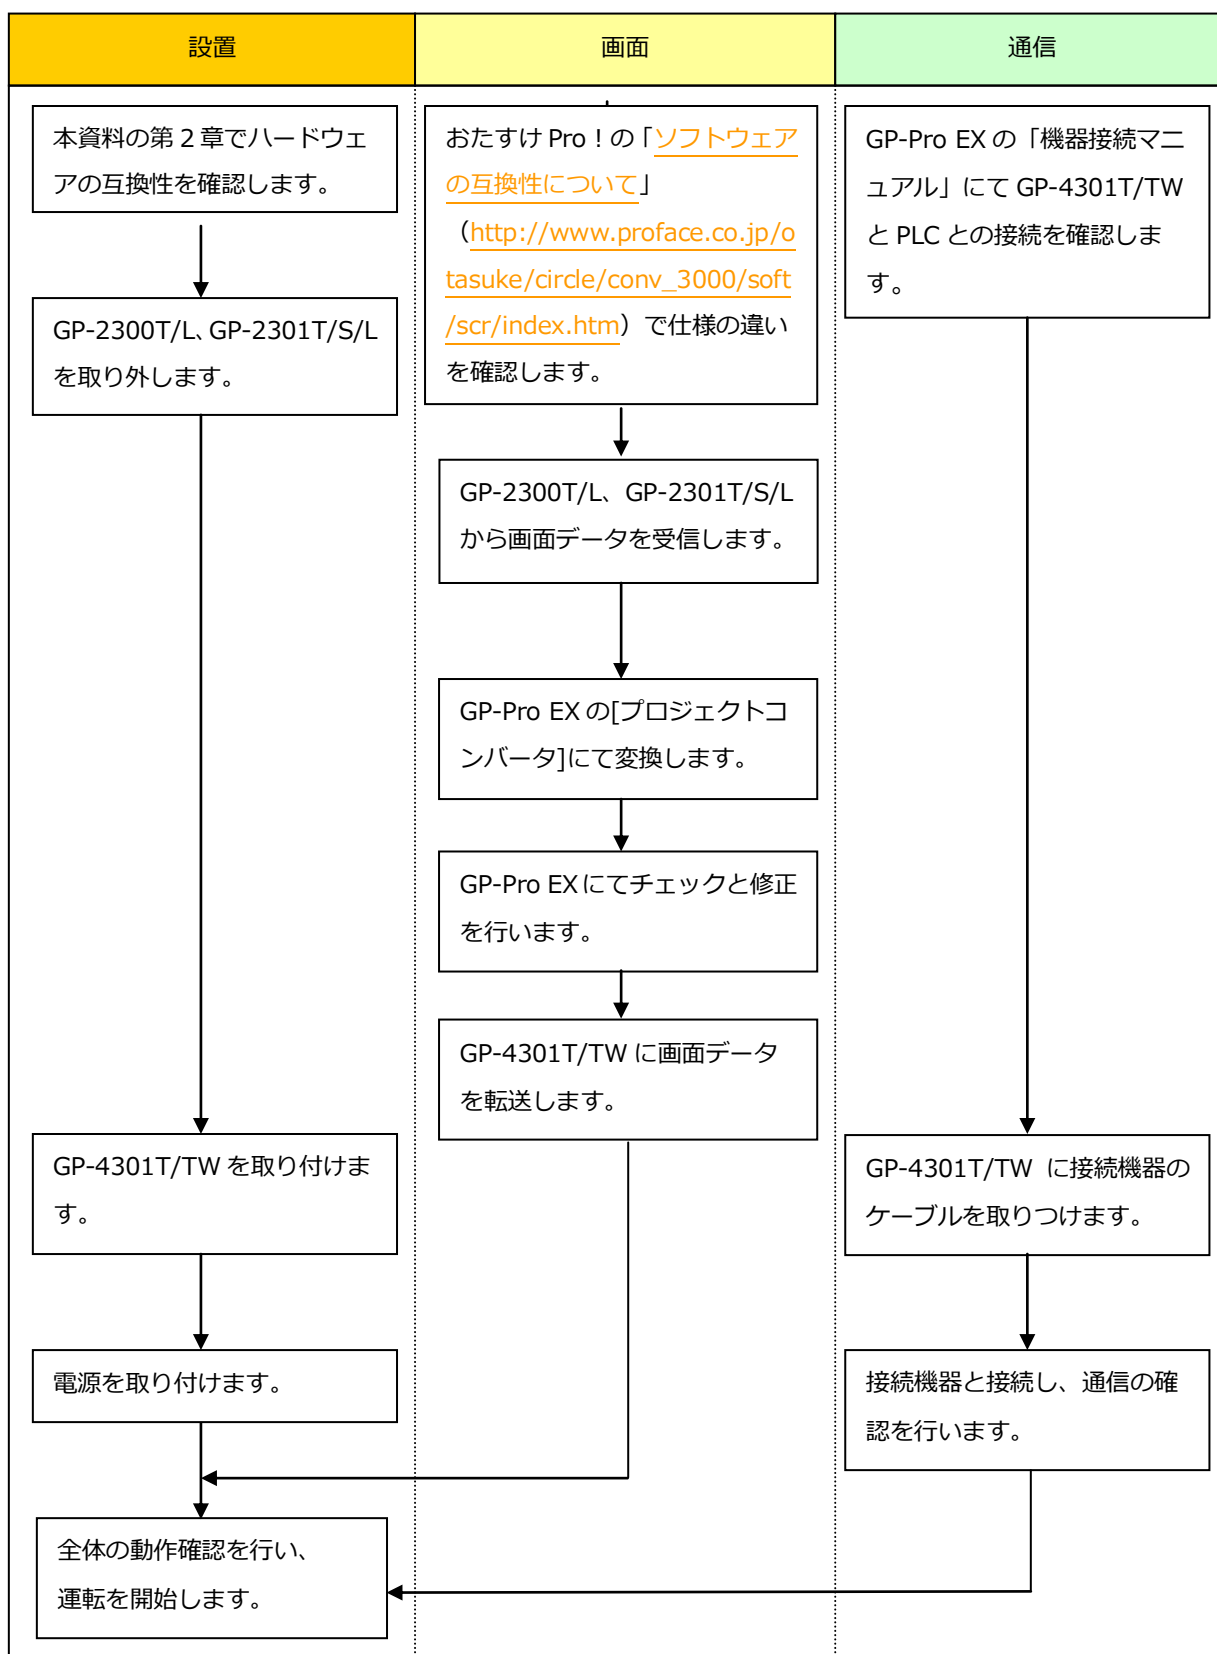 設置
画面
通信
本資料の第 2 章でハードウェ
アの互換性を確認します。
GP-2300T/L、GP-2301T/S/L
を取り外します。
GP-4301T/TW を取り付けま
す。
電源を取り付けます。
全体の動作確認を行い、
運転を開始します。
おたすけ Pro！の「ソフトウェア
の互換性について」
（http://www.proface.co.jp/o
tasuke/circle/conv_3000/soft
/scr/index.htm）で仕様の違い
を確認します。
GP-2300T/L、GP-2301T/S/L
から画面データを受信します。
GP-Pro EX の[プロジェクトコ
ンバータ]にて変換します。
GP-Pro EX にてチェックと修正
を行います。
GP-4301T/TW に画面データ
を転送します。
GP-Pro EX の「機器接続マニ
ュアル」にて GP-4301T/TW
と PLC との接続を確認しま
す。
GP-4301T/TW に接続機器の
ケーブルを取りつけます。
接続機器と接続し、通信の確
認を行います。